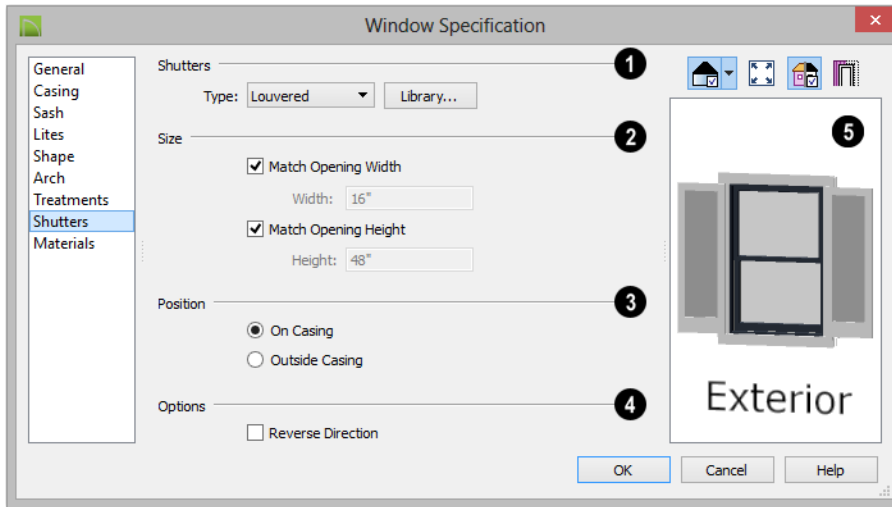 Window Specification
General
Casing
Sash
Lites
Shape
Arch
Treatments
Shutters
Materials
Shutters 1
Type: Louvered Library...
Size 2
Match Opening Width
Width: 16"
Match Opening Height
Height: 48"
Position 3
On Casing
Outside Casing
Options 4
Reverse Direction
5
Exterior
OK Cancel Help